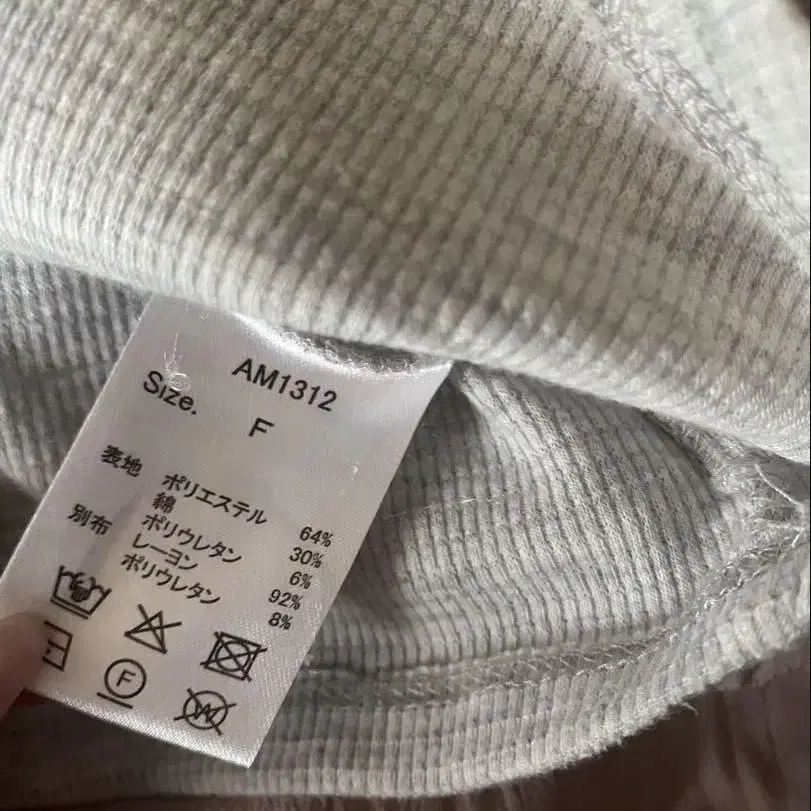 AM1312
Size. F
表地 ポリエステル 64%
綿 30%
ポリウレタン 6%
別布 レーヨン 92%
ポリウレタン 8%
F
W